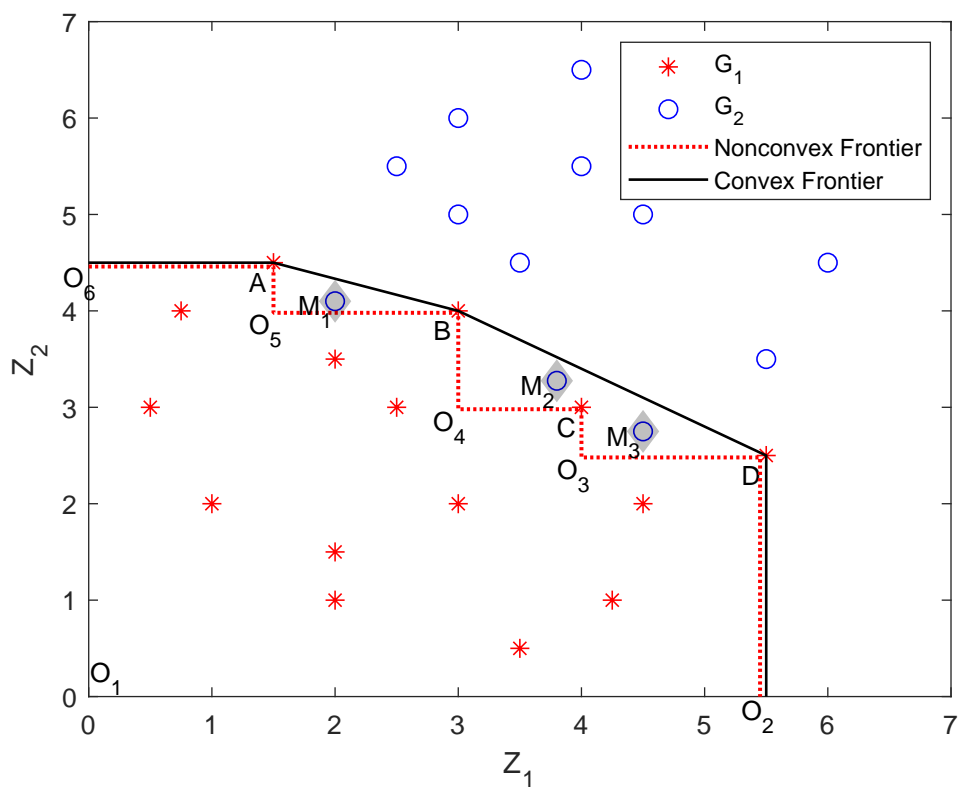 7
6
5
4
3
2
1
0
Z₂
G₁
G₂
Nonconvex Frontier
Convex Frontier
O₆
A
M₁
O₅
B
M₂
O₄
C
M₃
O₃
D
O₁
O₂
0 1 2 3 4 5 6 7
Z₁